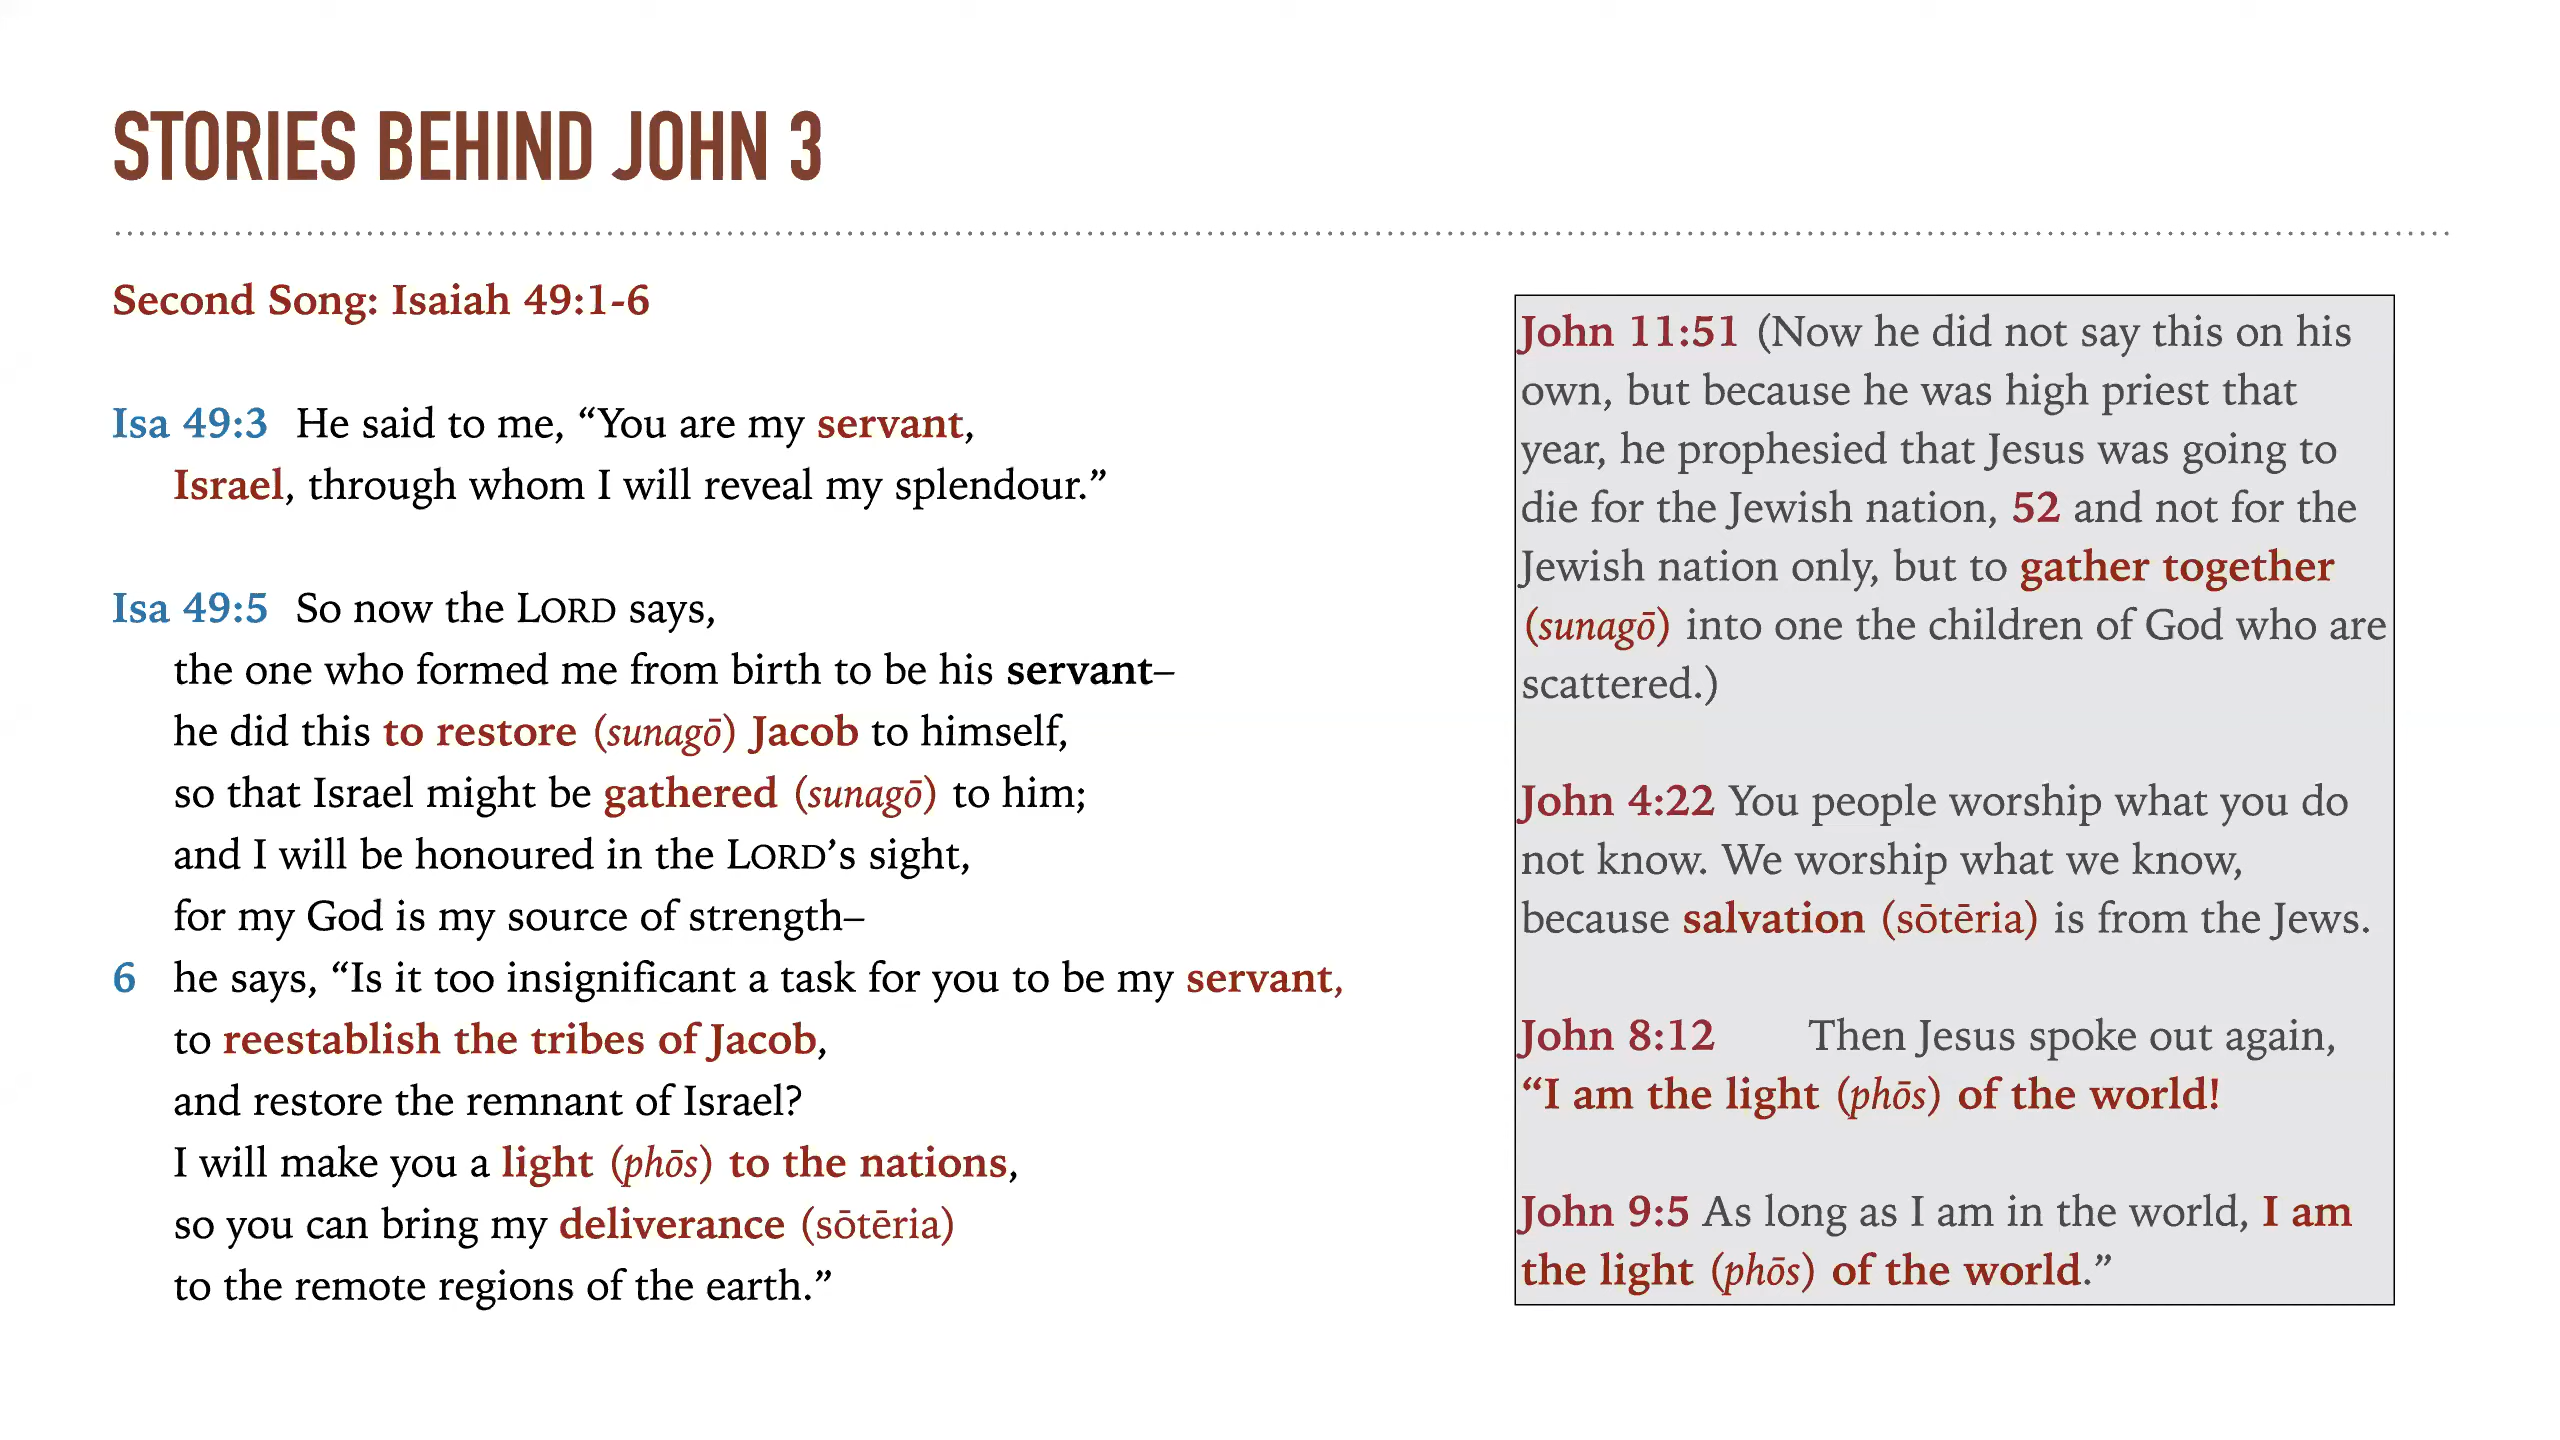 STORIES BEHIND JOHN 3
Second Song: Isaiah 49:1-6
Isa 49:3 He said to me, “You are my servant,
Israel, through whom I will reveal my splendour.”
Isa 49:5 So now the LORD says,
the one who formed me from birth to be his servant–
he did this to restore (sunagō) Jacob to himself,
so that Israel might be gathered (sunagō) to him;
and I will be honoured in the LORD’s sight,
for my God is my source of strength–
6 he says, “Is it too insignificant a task for you to be my servant,
to reestablish the tribes of Jacob,
and restore the remnant of Israel?
I will make you a light (phōs) to the nations,
so you can bring my deliverance (sōtēria)
to the remote regions of the earth.”
John 11:51 (Now he did not say this on his
own, but because he was high priest that
year, he prophesied that Jesus was going to
die for the Jewish nation, 52 and not for the
Jewish nation only, but to gather together
(sunagō) into one the children of God who are
scattered.)
John 4:22 You people worship what you do
not know. We worship what we know,
because salvation (sōtēria) is from the Jews.
John 8:12 Then Jesus spoke out again,
“I am the light (phōs) of the world!
John 9:5 As long as I am in the world, I am
the light (phōs) of the world.”